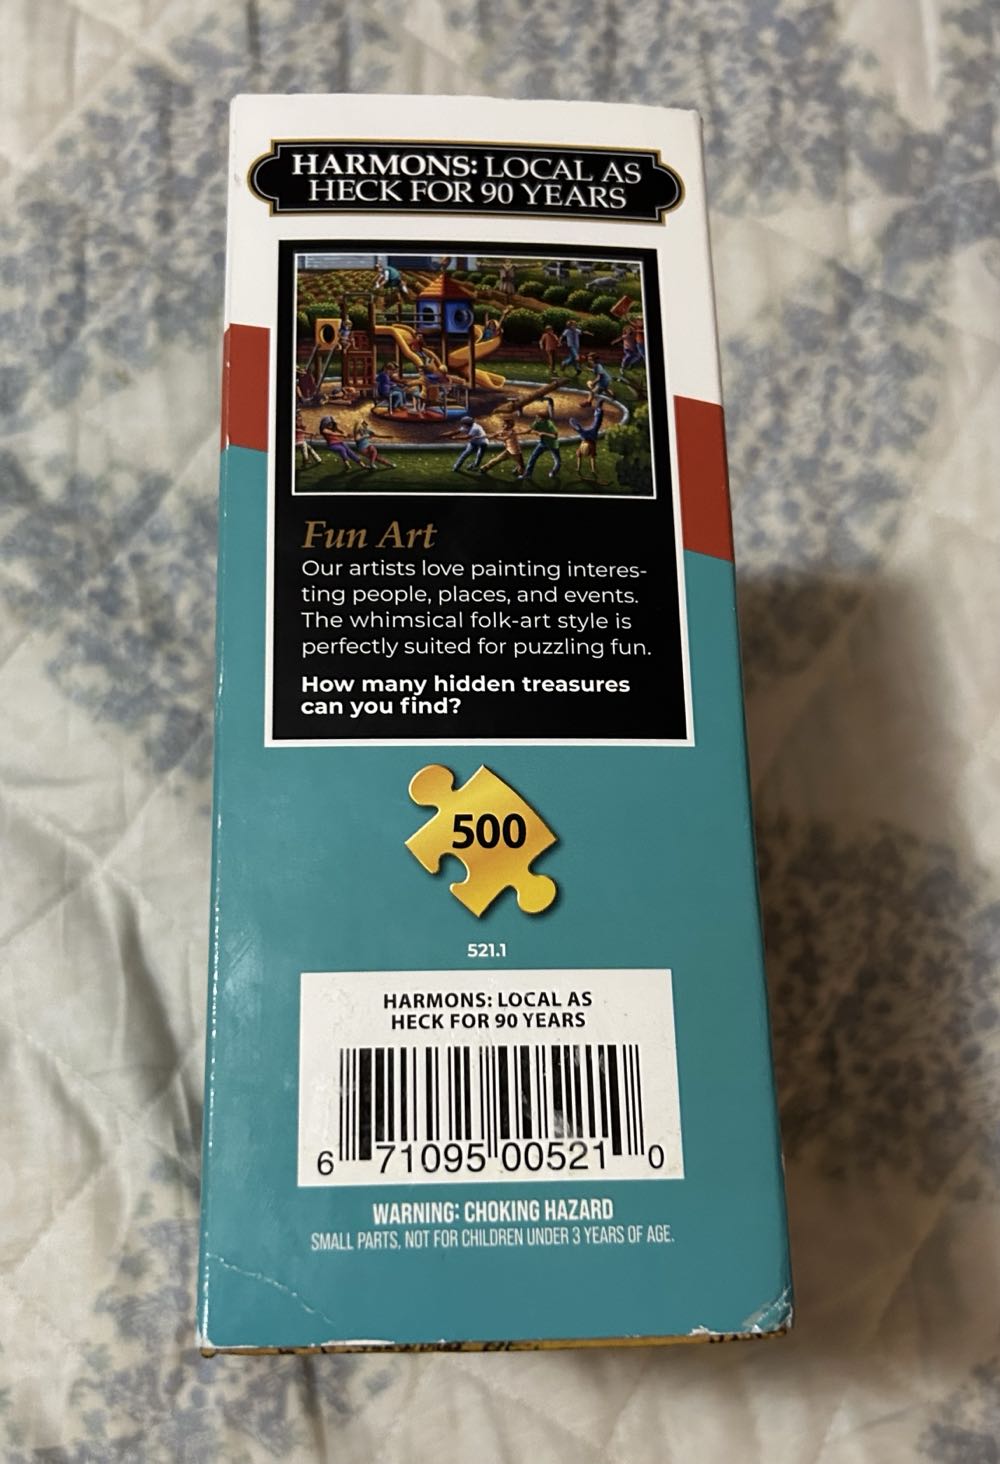 HARMONS: LOCAL AS
HECK FOR 90 YEARS
Fun Art
Our artists love painting interes-
ting people, places, and events.
The whimsical folk-art style is
perfectly suited for puzzling fun.
How many hidden treasures
can you find?
500
521.1
HARMONS: LOCAL AS
HECK FOR 90 YEARS
6 71095 00521 0
WARNING: CHOKING HAZARD
SMALL PARTS, NOT FOR CHILDREN UNDER 3 YEARS OF AGE.